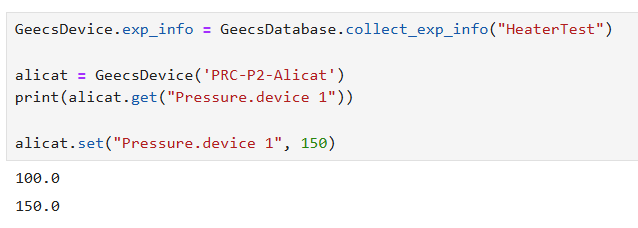 GeecsDevice.exp_info = GeecsDatabase.collect_exp_info("HeaterTest")
alicat = GeecsDevice('PRC-P2-Alicat')
print(alicat.get("Pressure.device 1"))
alicat.set("Pressure.device 1", 150)
100.0
150.0